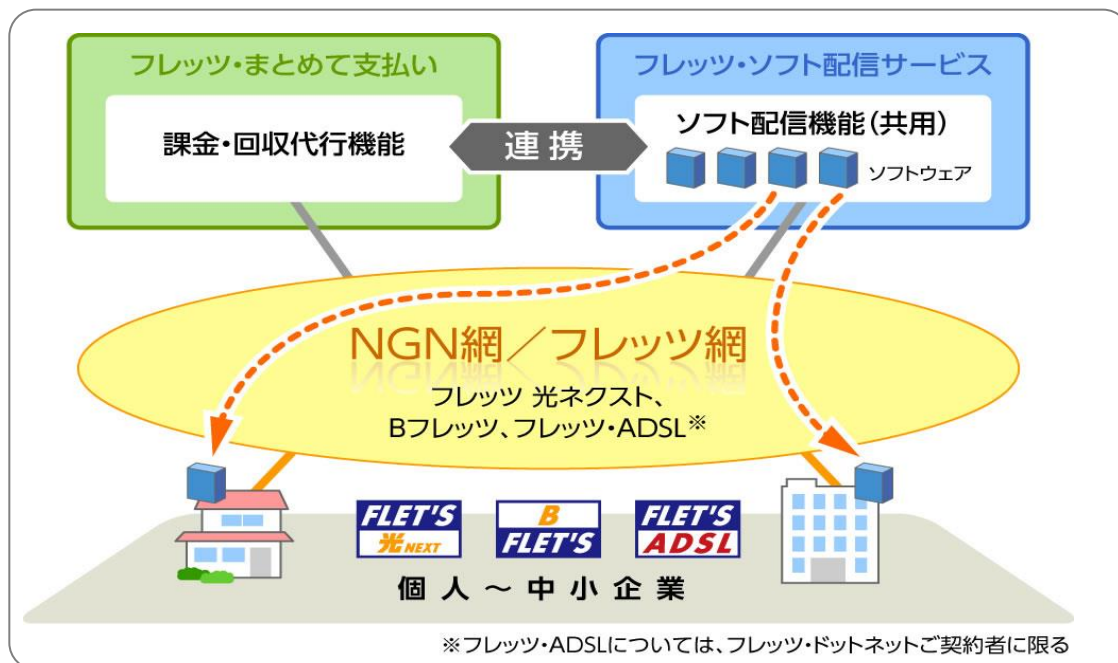 フレッツ・まとめて支払い
課金・回収代行機能
連携
フレッツ・ソフト配信サービス
ソフト配信機能(共用)
ソフトウェア
NGN網／フレッツ網
フレッツ 光ネクスト、
Bフレッツ、フレッツ・ADSL※
FLET'S
光NEXT
B
FLET'S
FLET'S
ADSL
個人～中小企業
※フレッツ・ADSLについては、フレッツ・ドットネットご契約者に限る